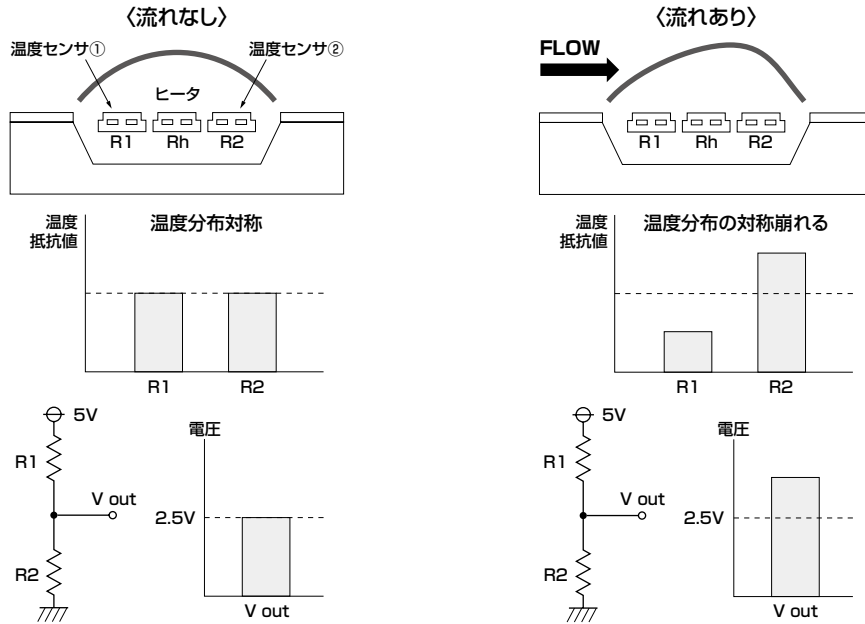 〈流れなし〉
温度センサ①
温度センサ②
ヒータ
R1
Rh
R2
温度
抵抗値
温度分布対称
R1
R2
5V
R1
V out
R2
電圧
2.5V
V out
〈流れあり〉
FLOW
R1
Rh
R2
温度
抵抗値
温度分布の対称崩れる
R1
R2
5V
R1
V out
R2
電圧
2.5V
V out